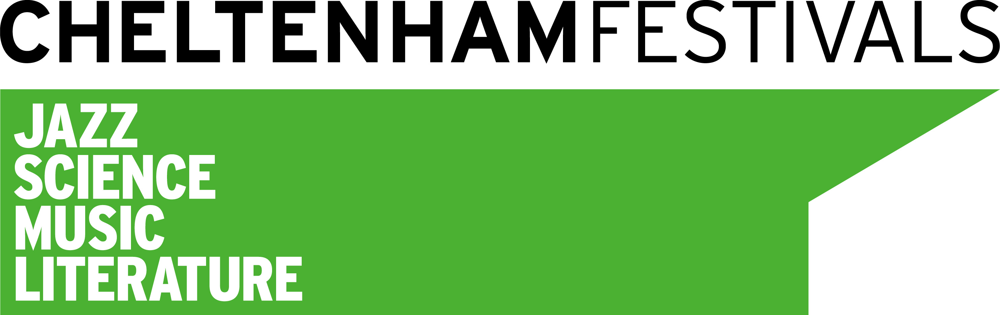 CHELTENHAMFESTIVALS
JAZZ
SCIENCE
MUSIC
LITERATURE